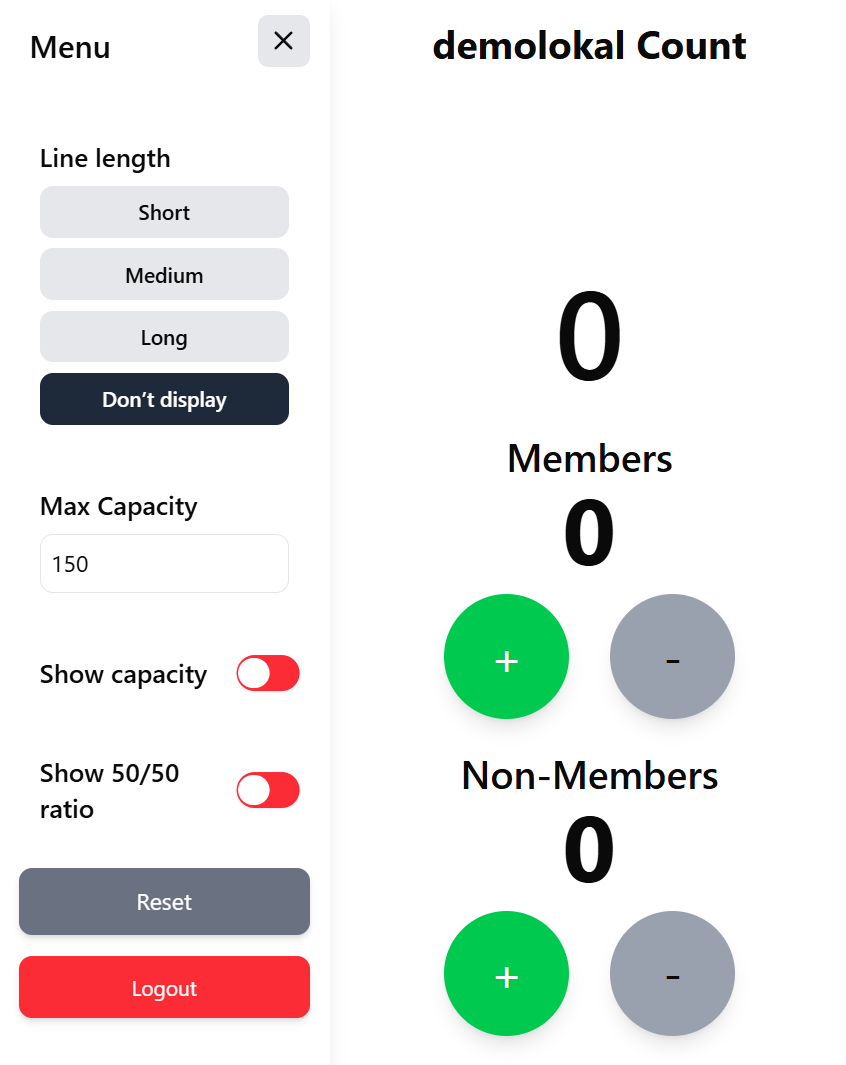 Menu
Line length
Short
Medium
Long
Don’t display
Max Capacity
150
Show capacity
Show 50/50
ratio
Reset
Logout
demolokal Count
0
Members
0
+ -
Non-Members
0
+ -